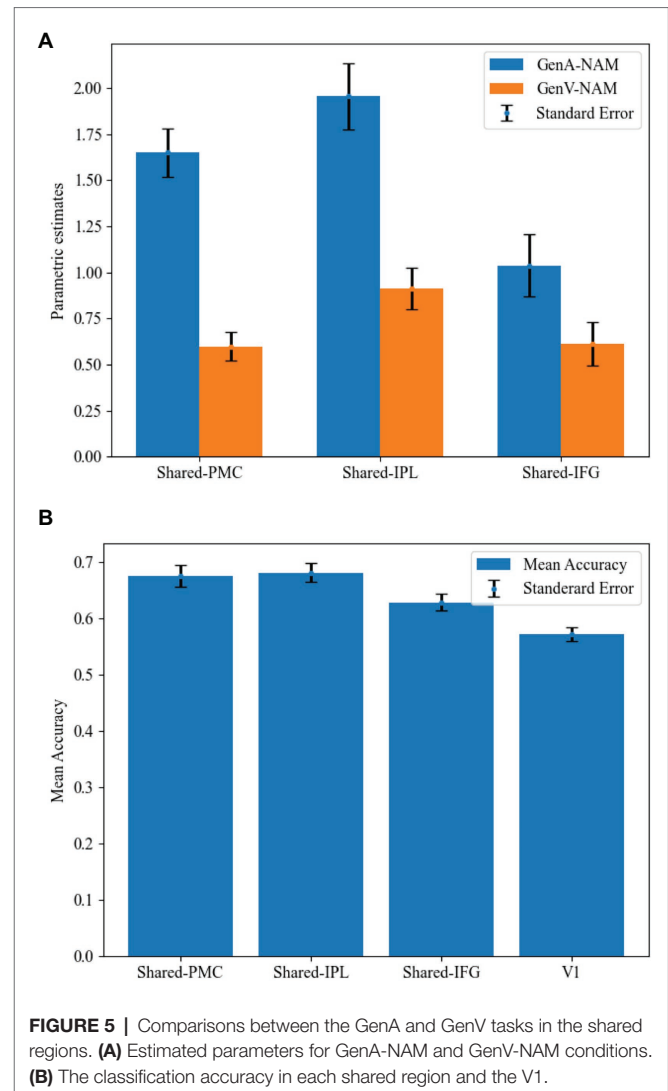 A
GenA-NAM
GenV-NAM
Standard Error
Parametric estimates
2.00
1.75
1.50
1.25
1.00
0.75
0.50
0.25
0.00
Shared-PMC Shared-IPL Shared-IFG
B
Mean Accuracy
Standerard Error
Mean Accuracy
0.7
0.6
0.5
0.4
0.3
0.2
0.1
0.0
Shared-PMC Shared-IPL Shared-IFG V1
FIGURE 5 | Comparisons between the GenA and GenV tasks in the shared
regions. (A) Estimated parameters for GenA-NAM and GenV-NAM conditions.
(B) The classification accuracy in each shared region and the V1.